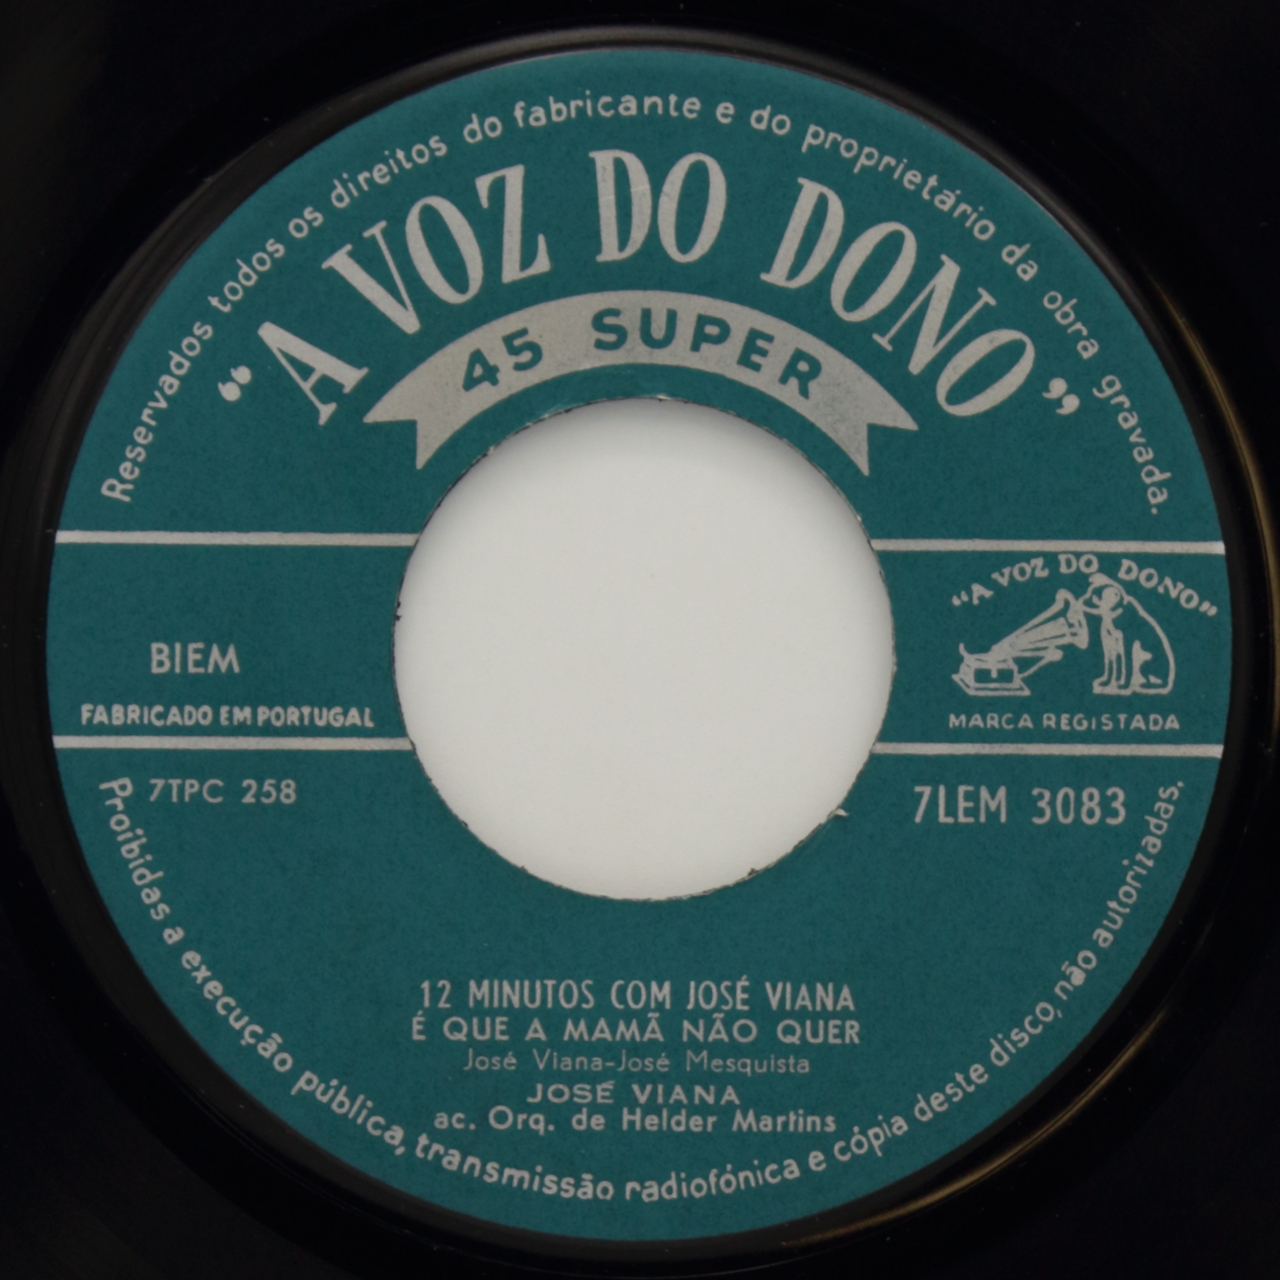 Reservados todos os direitos do fabricante e do proprietário da obra gravada.
“A VOZ DO DONO”
45 SUPER
BIEM
FABRICADO EM PORTUGAL
“A VOZ DO DONO”
MARCA REGISTADA
7TPC 258
7LEM 3083
12 MINUTOS COM JOSÉ VIANA
É QUE A MAMÃ NÃO QUER
José Viana-José Mesquista
JOSÉ VIANA
ac. Orq. de Helder Martins
Proibidas a execução pública, transmissão radiofónica e cópia deste disco, não autorizadas.